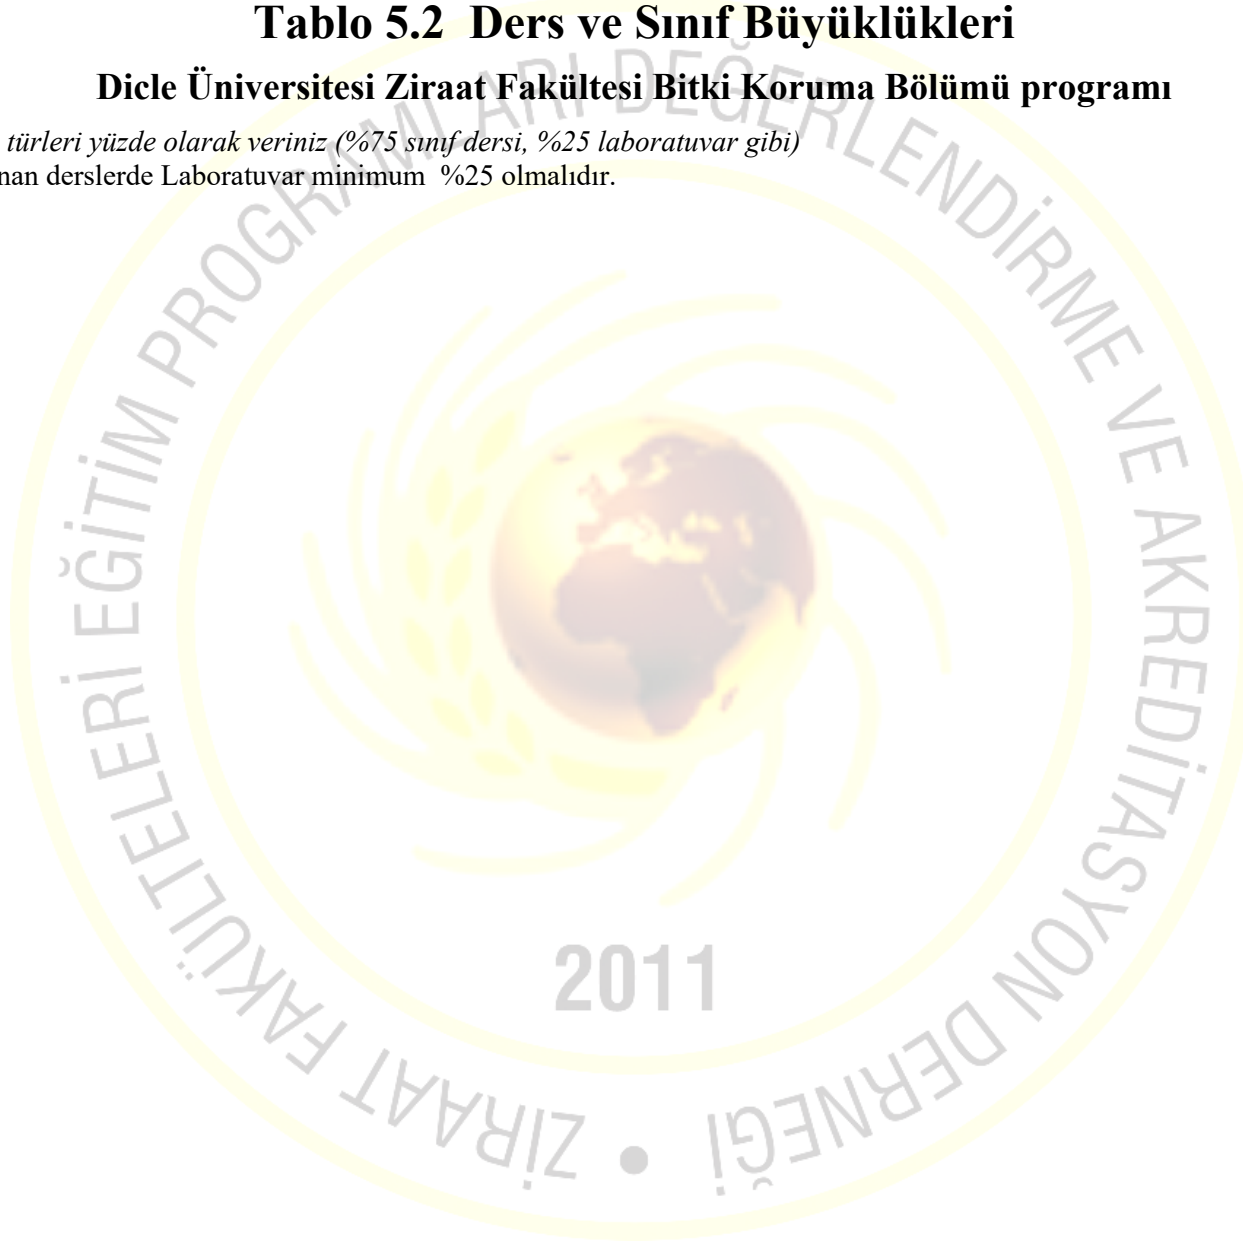 Tablo 5.2 Ders ve Sınıf Büyüklükleri
Dicle Üniversitesi Ziraat Fakültesi Bitki Koruma Bölümü programı
türleri yüzde olarak veriniz (%75 sınıf dersi, %25 laboratuvar gibi)
derslerde Laboratuvar minimum %25 olmalıdır.
ZİRAAT FAKÜLTELERİ EĞİTİM PROGRAMLARI DEĞERLENDİRME VE AKREDİTASYON DERNEĞİ
2011